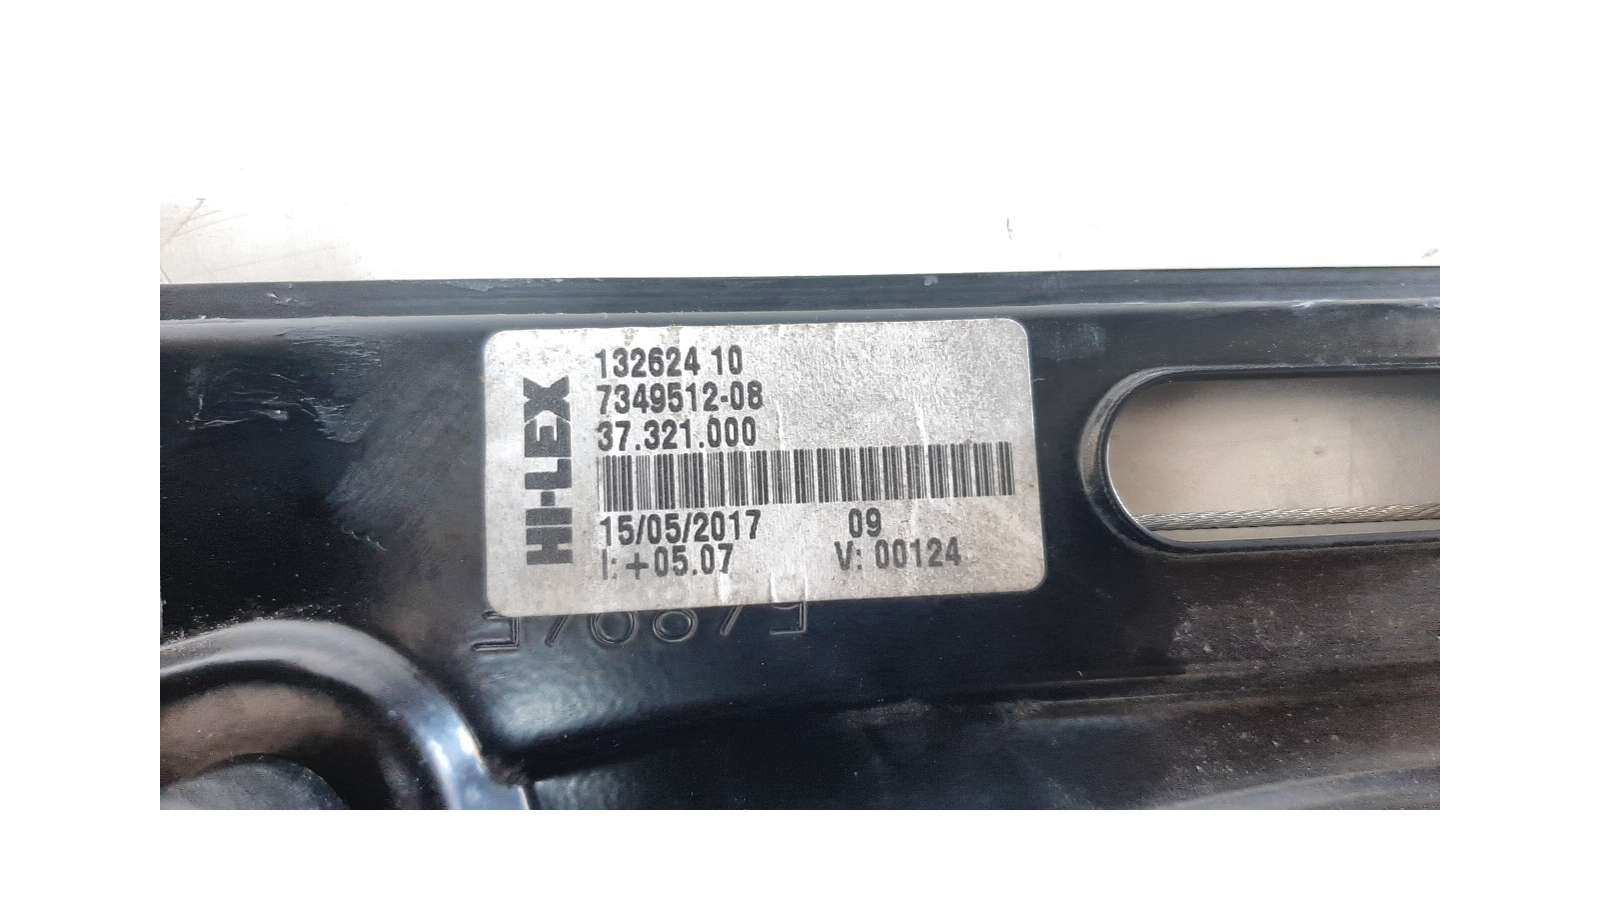 HI-LEX
132624 10
7349512-08
37.321.000
15/05/2017 09
I: +05.07 V: 00124